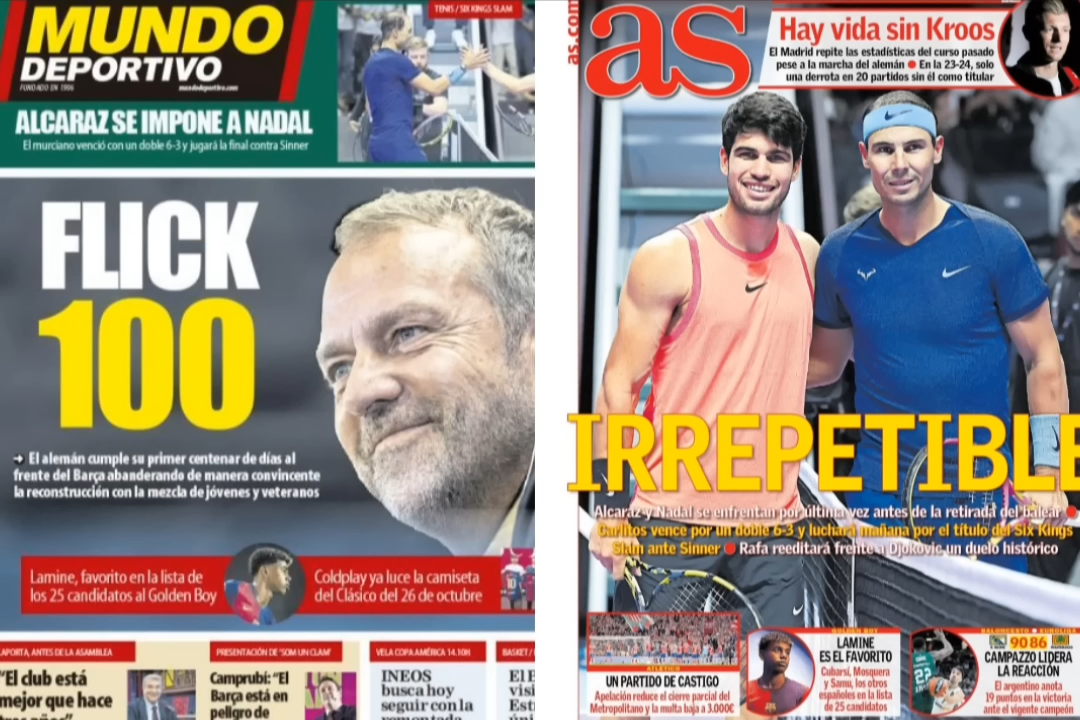 TENIS / SIX KINGS SLAM
MUNDO
DEPORTIVO
FUNDADO EN 1906
mundodeportivo.com
ALCARAZ SE IMPONE A NADAL
El murciano venció con un doble 6-3 y jugará la final contra Sinner
FLICK
100
→ El alemán cumple su primer centenar de días al
frente del Barça abanderando de manera convincente
la reconstrucción con la mezcla de jóvenes y veteranos
Lamine, favorito en la lista de
los 25 candidatos al Golden Boy
Coldplay ya luce la camiseta
del Clásico del 26 de octubre
LAPORTA, ANTES DE LA ASAMBLEA
"El club está
mejor que hace
PRESENTACIÓN DE 'SOM UN CLAM'
Camprubí: "El
Barça está en
peligro de
VELA COPA AMÉRICA 14.10H
INEOS
busca hoy
seguir con la
remontada
BASKET/
El B
visi
Estr
as.com
as
Hay vida sin Kroos
El Madrid repite las estadísticas del curso pasado
pese a la marcha del alemán ● En la 23-24, solo
una derrota en 20 partidos sin él como titular
IRREPETIBLE
Alcaraz y Nadal se enfrentan por última vez antes de la retirada del balear ●
Carlitos vence por un doble 6-3 y luchará mañana por el título del Six Kings
Slam ante Sinner ● Rafa reeditará frente a Djokovic un duelo histórico
ATLÉTICO
UN PARTIDO DE CASTIGO
Apelación reduce el cierre parcial del
Metropolitano y la multa baja a 3.000€
GOLDEN BOY
LAMINE
ES EL FAVORITO
Cubarsí, Mosquera
y Samu, los otros
españoles en la lista
de 25 candidatos
BALONCESTO ● EUROLIGA
90 86
CAMPAZZO LIDERA
LA REACCIÓN
El argentino anota
19 puntos en la victoria
ante el vigente campeón